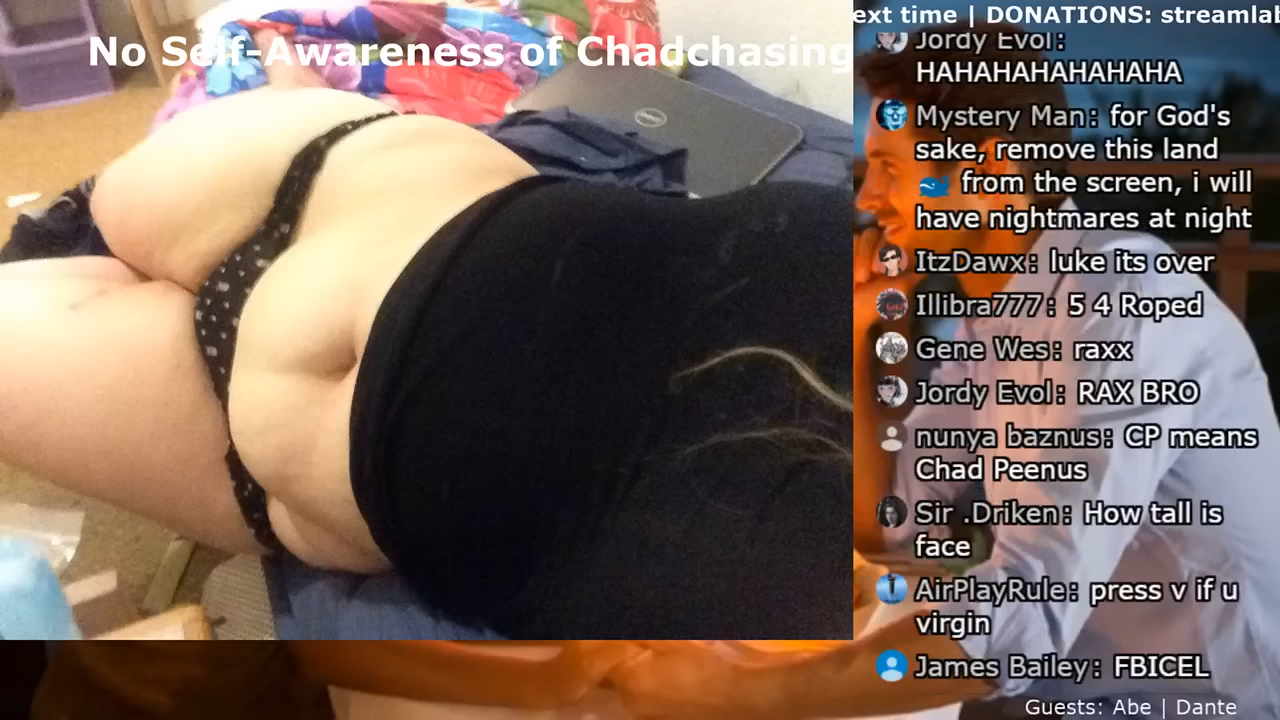 No Self-Awareness of Chadchasing
ext time | DONATIONS: streamlab
Jordy Evol:
HAHAHAHAHAHAHA
Mystery Man: for God's
sake, remove this land
from the screen, i will
have nightmares at night
ItzDawx: luke its over
Illibra777: 5 4 Roped
Gene Wes: raxx
Jordy Evol: RAX BRO
nunya baznus: CP means
Chad Peenus
Sir .Driken: How tall is
face
AirPlayRule: press v if u
virgin
James Bailey: FBICEL
Guests: Abe | Dante